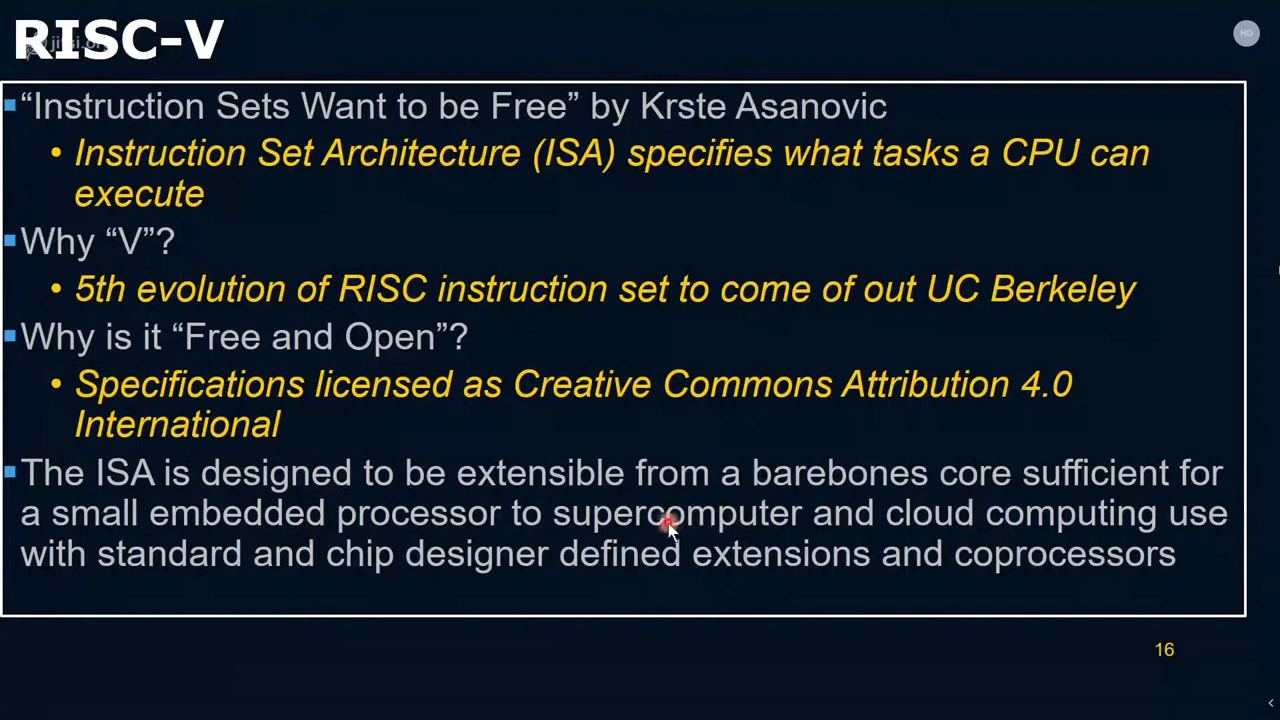 RISC-V
HD
“Instruction Sets Want to be Free” by Krste Asanovic
• Instruction Set Architecture (ISA) specifies what tasks a CPU can
execute
Why “V”?
• 5th evolution of RISC instruction set to come of out UC Berkeley
Why is it “Free and Open”?
• Specifications licensed as Creative Commons Attribution 4.0
International
The ISA is designed to be extensible from a barebones core sufficient for
a small embedded processor to supercomputer and cloud computing use
with standard and chip designer defined extensions and coprocessors
16